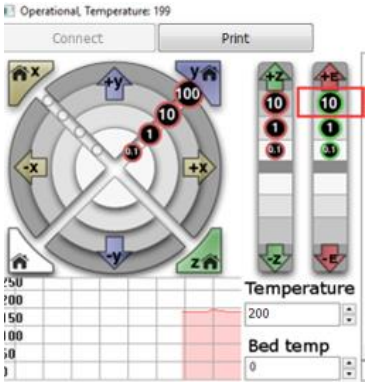 Operational, Temperature: 199
Connect
Print
x
+y
y
+Z
+E
100
10
10
10
1
1
1
0.1
0.1
0.1
-x
+x
-y
z
-Z
-E
250
200
150
100
50
0
Temperature
200
Bed temp
0